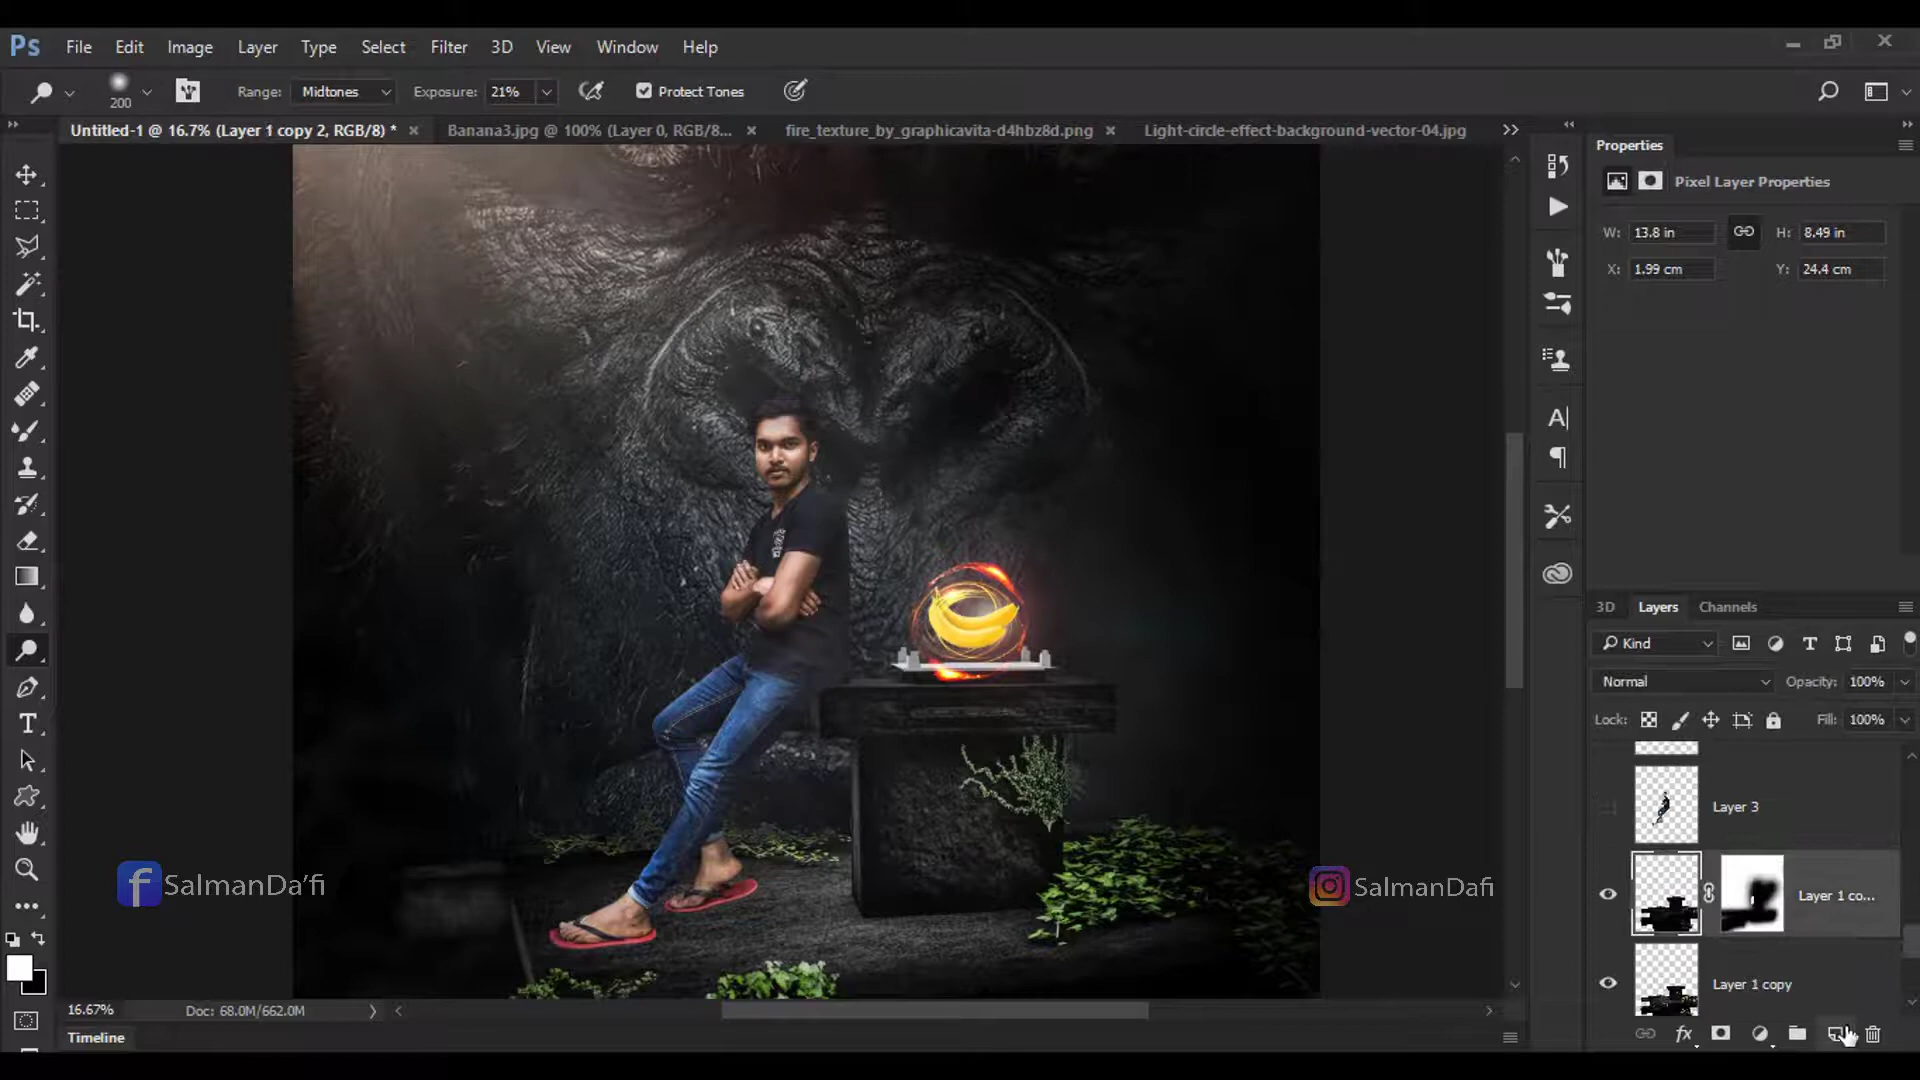 Ps File Edit Image Layer Type Select Filter 3D View Window Help
200 Range: Midtones Exposure: 21% Protect Tones
Untitled-1 @ 16.7% (Layer 1 copy 2, RGB/8) * Banana3.jpg @ 100% (Layer 0, RGB/8... fire_texture_by_graphicavita-d4hbz8d.png Light-circle-effect-background-vector-04.jpg
Properties
Pixel Layer Properties
W: 13.8 in H: 8.49 in
X: 1.99 cm Y: 24.4 cm
3D Layers Channels
Kind
Normal Opacity: 100%
Lock: Fill: 100%
Layer 3
Layer 1 co...
Layer 1 copy
SalmanDa'fi
SalmanDafi
16.67% Doc: 68.0M/662.0M
Timeline